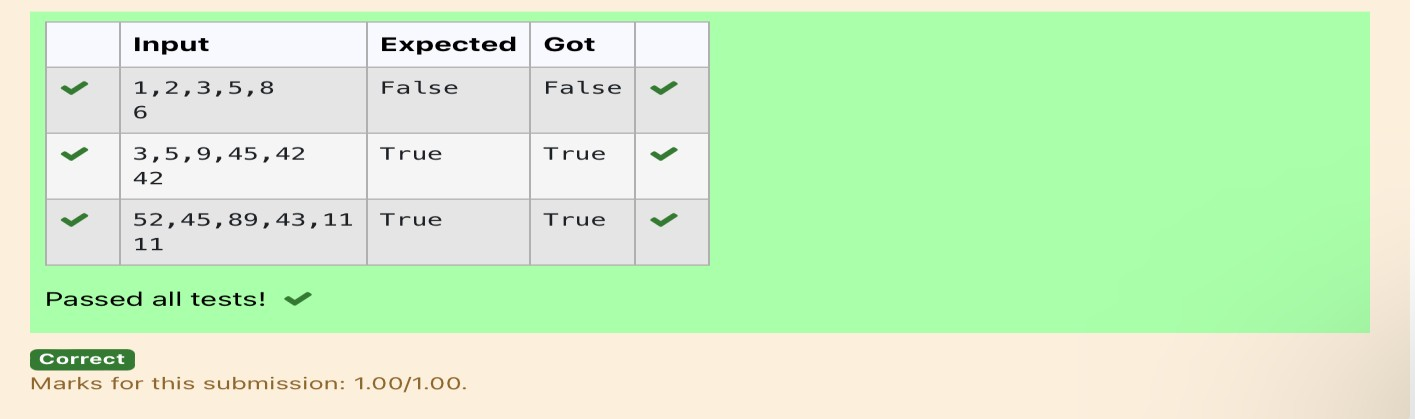 Input Expected Got
1,2,3,5,8 False False
6
3,5,9,45,42 True True
42
52,45,89,43,11 True True
11
Passed all tests!
Correct
Marks for this submission: 1.00/1.00.